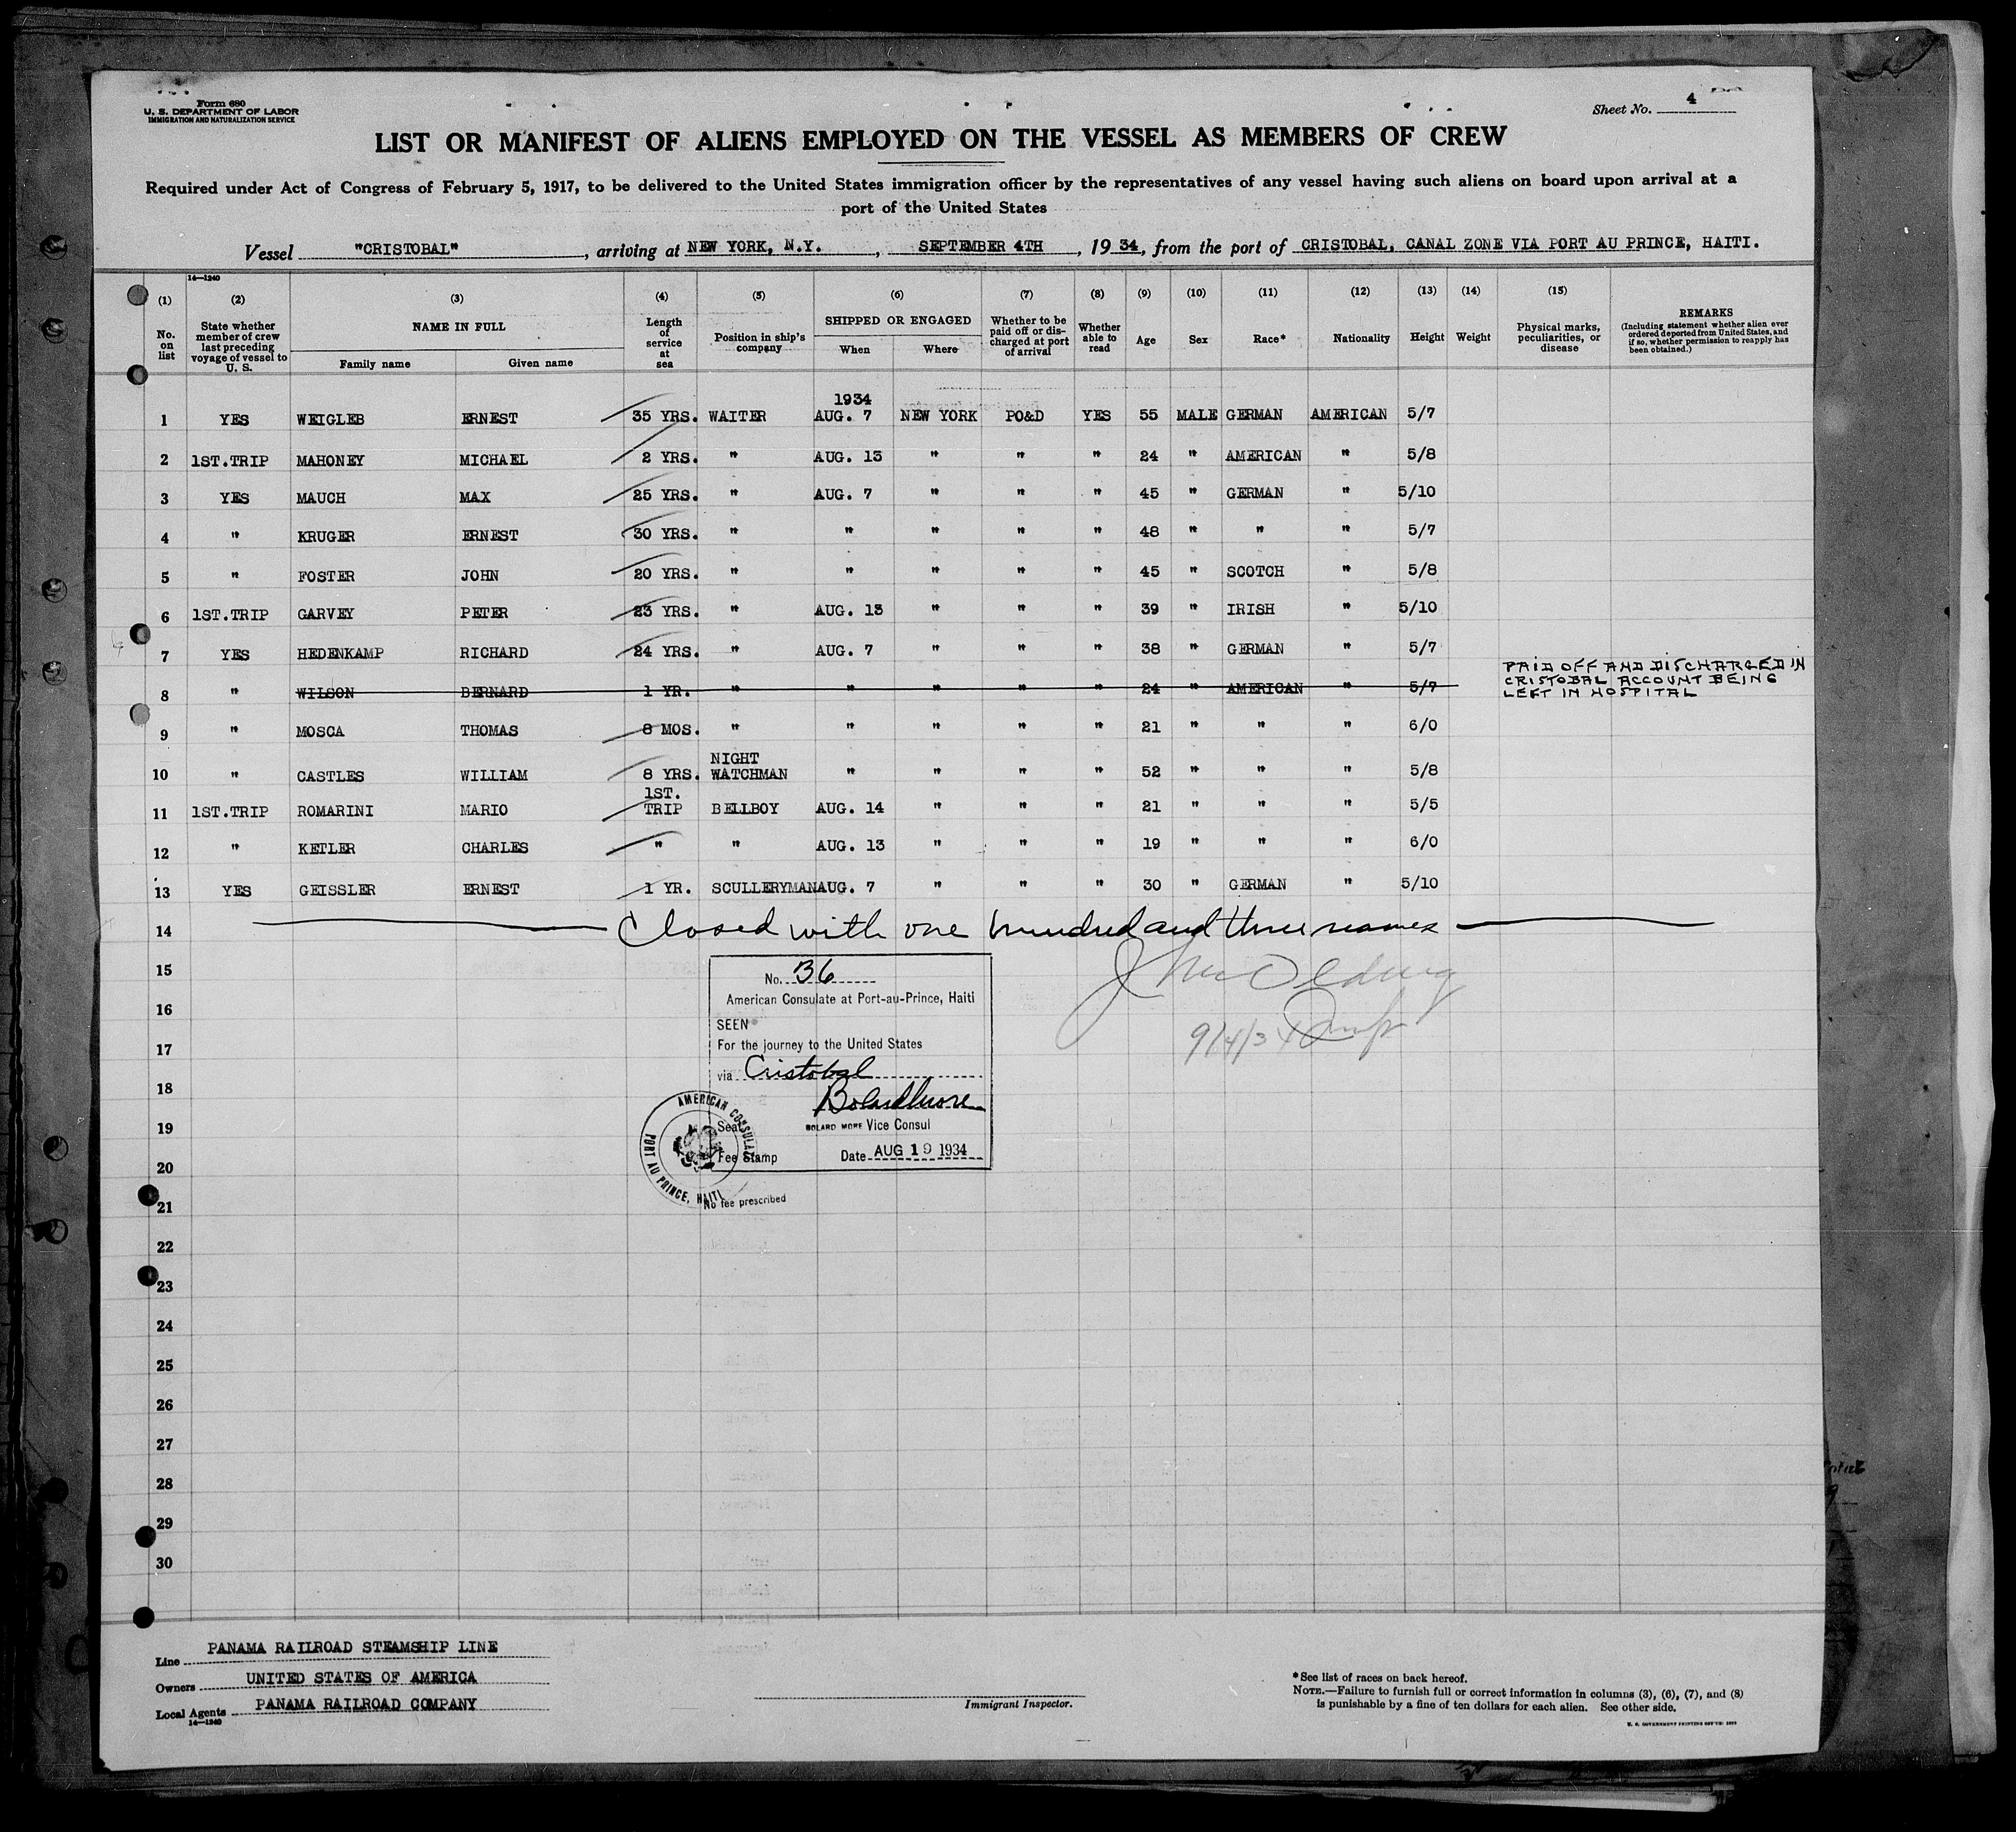 Form 680
U. S. DEPARTMENT OF LABOR
IMMIGRATION AND NATURALIZATION SERVICE
Sheet No. 4
LIST OR MANIFEST OF ALIENS EMPLOYED ON THE VESSEL AS MEMBERS OF CREW
Required under Act of Congress of February 5, 1917, to be delivered to the United States immigration officer by the representatives of any vessel having such aliens on board upon arrival at a
port of the United States
Vessel "CRISTOBAL", arriving at NEW YORK, N.Y., SEPTEMBER 4TH, 1934, from the port of CRISTOBAL, CANAL ZONE VIA PORT AU PRINCE, HAITI.
14—1240
(1) (2) (3) (4) (5) (6) (7) (8) (9) (10) (11) (12) (13) (14) (15)
No. on list
State whether member of crew last preceding voyage of vessel to U. S.
NAME IN FULL
Family name Given name
Length of service at sea
Position in ship's company
SHIPPED OR ENGAGED
When Where
Whether to be paid off or discharged at port of arrival
Whether able to read
Age
Sex
Race*
Nationality
Height
Weight
Physical marks, peculiarities, or disease
REMARKS
(Including statement whether alien ever ordered deported from United States, and if so, whether permission to reapply has been obtained.)
1934
1 YES WEIGLEB ERNEST 35 YRS. WAITER AUG. 7 NEW YORK PO&D YES 55 MALE GERMAN AMERICAN 5/7
2 1ST.TRIP MAHONEY MICHAEL 2 YRS. " AUG. 13 " " " 24 " AMERICAN " 5/8
3 YES MAUCH MAX 25 YRS. " AUG. 7 " " " 45 " GERMAN " 5/10
4 " KRUGER ERNEST 30 YRS. " " " " " 48 " " " 5/7
5 " FOSTER JOHN 20 YRS. " " " " " 45 " SCOTCH " 5/8
6 1ST.TRIP GARVEY PETER 23 YRS. " AUG. 13 " " " 39 " IRISH " 5/10
7 YES HEDENKAMP RICHARD 24 YRS. " AUG. 7 " " " 38 " GERMAN " 5/7
8 " WILSON BERNARD 1 YR. " " " " " 24 " AMERICAN " 5/7
PAID OFF AND DISCHARGED IN
CRISTOBAL ACCOUNT BEING
LEFT IN HOSPITAL
9 " MOSCA THOMAS 8 MOS. " " " " " 21 " " " 6/0
10 " CASTLES WILLIAM 8 YRS. NIGHT WATCHMAN " " " " 52 " " " 5/8
11 1ST.TRIP ROMARINI MARIO 1ST. TRIP BELLBOY AUG. 14 " " " 21 " " " 5/5
12 " KETLER CHARLES " " AUG. 13 " " " 19 " " " 6/0
13 YES GEISSLER ERNEST 1 YR. SCULLERYMAN AUG. 7 " " " 30 " GERMAN " 5/10
14 Closed with one hundred and three names
15
16
17
18
19
20
21
22
23
24
25
26
27
28
29
30
No. 36
American Consulate at Port-au-Prince, Haiti
SEEN
For the journey to the United States
via Cristobal
Bolard More
BOLARD MORE Vice Consul
Seal
Fee Stamp
Date AUG 19 1934
No fee prescribed
AMERICAN CONSULATE
PORT AU PRINCE, HAITI
9/4/34
Line PANAMA RAILROAD STEAMSHIP LINE
Owners UNITED STATES OF AMERICA
Local Agents PANAMA RAILROAD COMPANY
14—1240
Immigrant Inspector.
*See list of races on back hereof.
NOTE.—Failure to furnish full or correct information in columns (3), (6), (7), and (8)
is punishable by a fine of ten dollars for each alien. See other side.